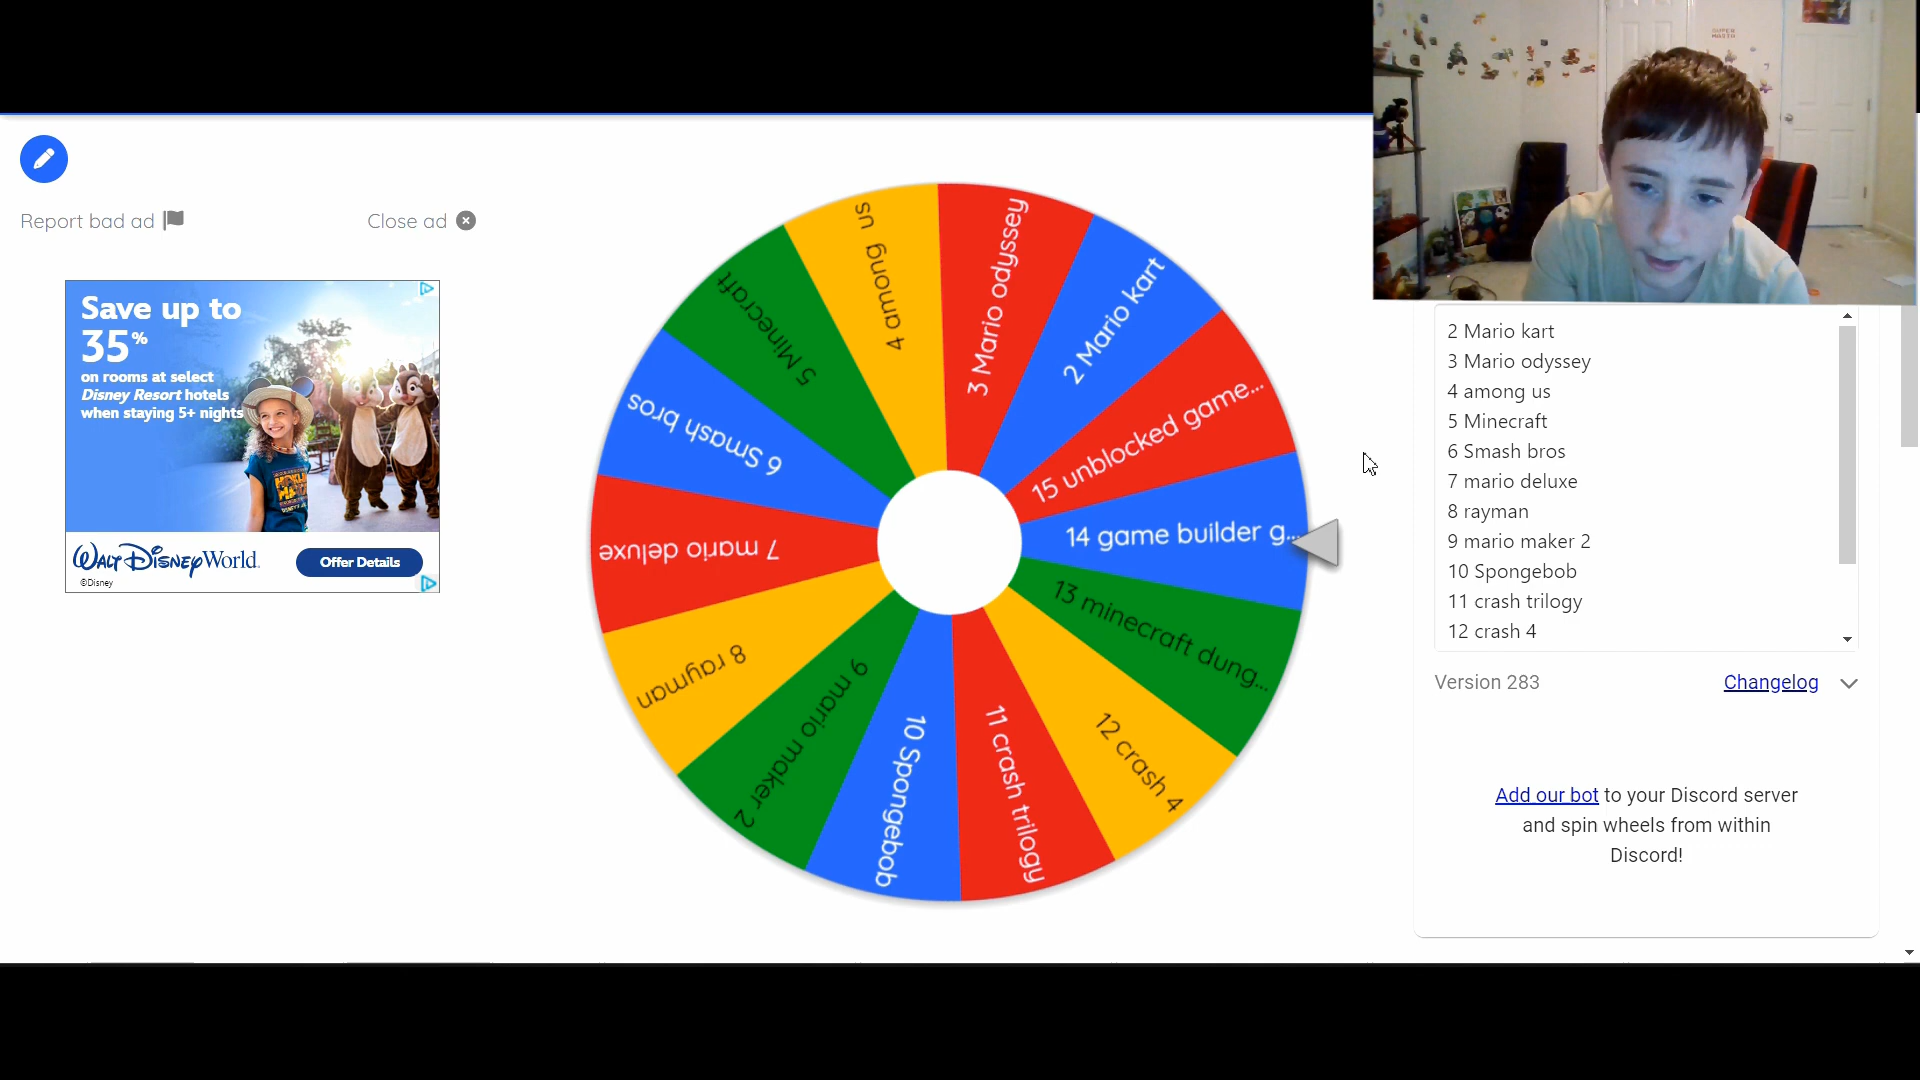 Report bad ad
Close ad
Save up to
35%
on rooms at select
Disney Resort hotels
when staying 5+ nights
WALT DISNEY World.
Offer Details
©Disney
3 Mario odyssey
2 Mario kart
15 unblocked game...
14 game builder g...
13 minecraft dung...
12 crash 4
11 crash trilogy
10 Spongebob
9 mario maker 2
8 rayman
7 mario deluxe
6 Smash bros
5 Minecraft
4 among us
SUPER
MARIO
2 Mario kart
3 Mario odyssey
4 among us
5 Minecraft
6 Smash bros
7 mario deluxe
8 rayman
9 mario maker 2
10 Spongebob
11 crash trilogy
12 crash 4
Version 283
Changelog
Add our bot to your Discord server
and spin wheels from within
Discord!